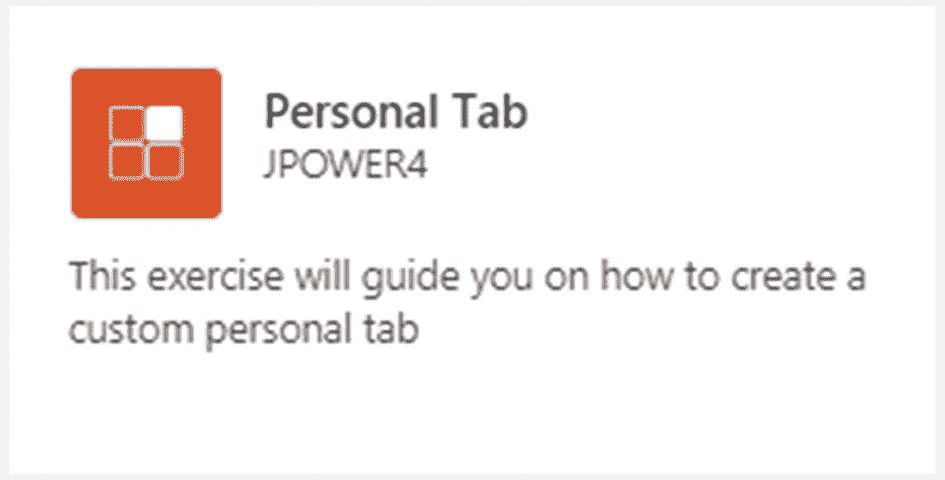 Personal Tab
JPOWER4
This exercise will guide you on how to create a
custom personal tab